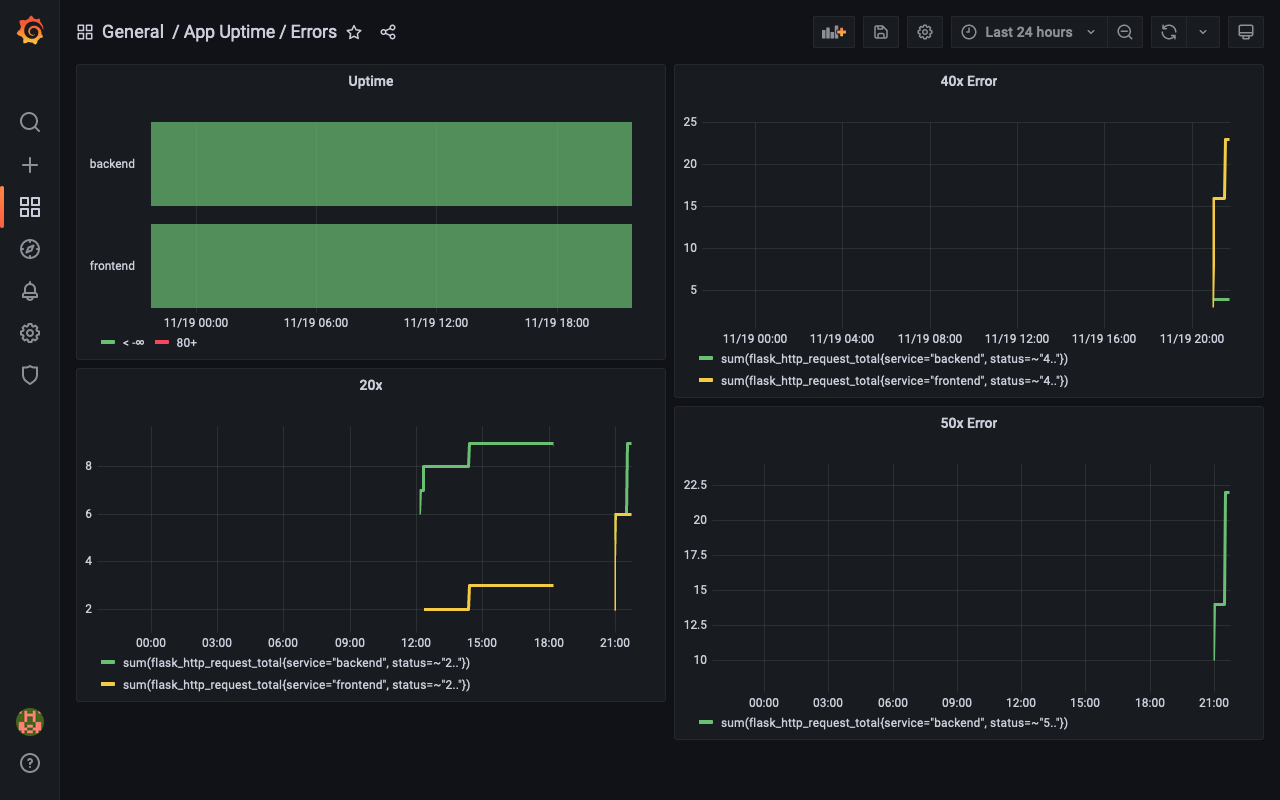 General / App Uptime / Errors
Last 24 hours
Uptime
backend
frontend
11/19 00:00 11/19 06:00 11/19 12:00 11/19 18:00
< -∞ 80+
40x Error
25
20
15
10
5
11/19 00:00 11/19 04:00 11/19 08:00 11/19 12:00 11/19 16:00 11/19 20:00
sum(flask_http_request_total{service="backend", status=~"4.."})
sum(flask_http_request_total{service="frontend", status=~"4.."})
20x
8
6
4
2
00:00 03:00 06:00 09:00 12:00 15:00 18:00 21:00
sum(flask_http_request_total{service="backend", status=~"2.."})
sum(flask_http_request_total{service="frontend", status=~"2.."})
50x Error
22.5
20
17.5
15
12.5
10
00:00 03:00 06:00 09:00 12:00 15:00 18:00 21:00
sum(flask_http_request_total{service="backend", status=~"5.."})